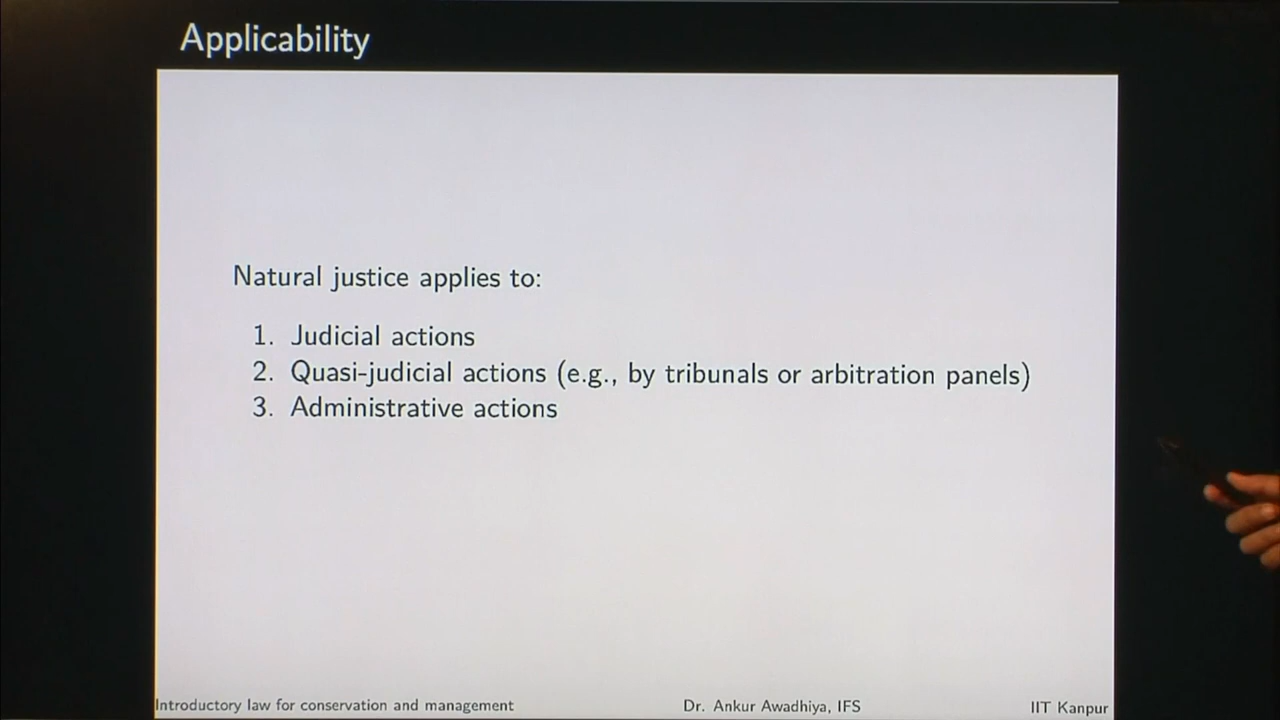 Applicability
Natural justice applies to:
1. Judicial actions
2. Quasi-judicial actions (e.g., by tribunals or arbitration panels)
3. Administrative actions
Introductory law for conservation and management Dr. Ankur Awadhiya, IFS IIT Kanpur